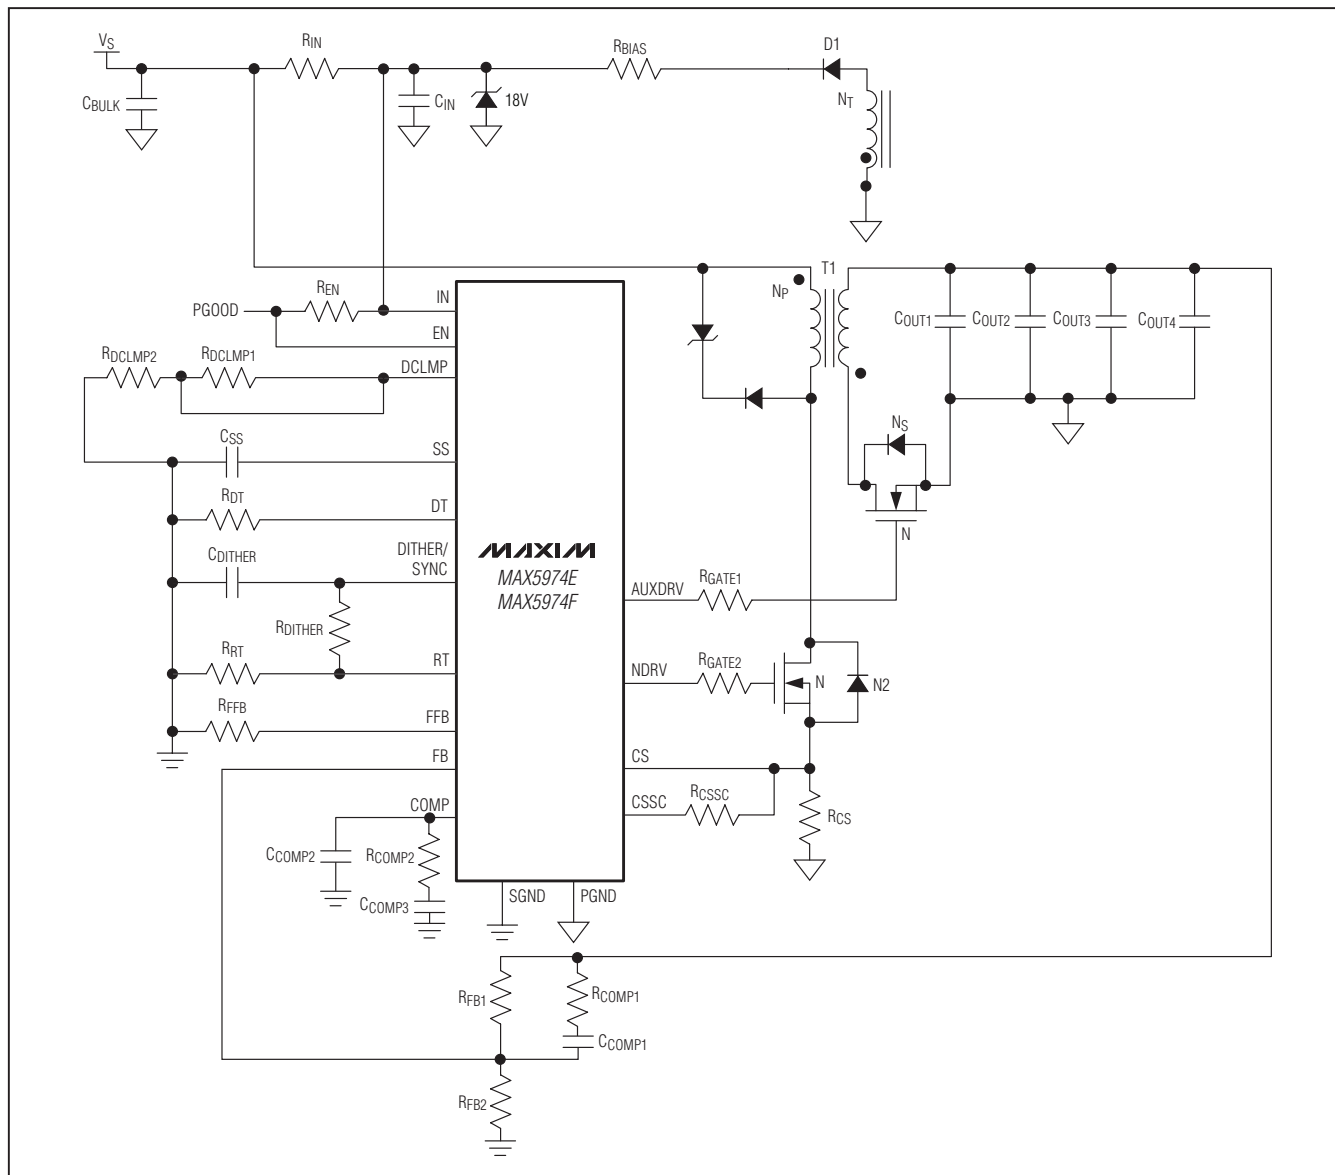 VS
RIN
RBIAS
D1
CBULK
CIN
18V
NT
T1
NP
REN
PGOOD
IN
EN
RDCLMP2
RDCLMP1
DCLMP
COUT1
COUT2
COUT3
COUT4
CSS
SS
NS
RDT
DT
N
CDITHER
DITHER/
SYNC
MAXIM
MAX5974E
MAX5974F
AUXDRV
RGATE1
RDITHER
RRT
RT
NDRV
RGATE2
N
N2
RFFB
FFB
FB
CS
COMP
CSSC
RCSSC
RCS
CCOMP2
RCOMP2
CCOMP3
SGND
PGND
RFB1
RCOMP1
CCOMP1
RFB2